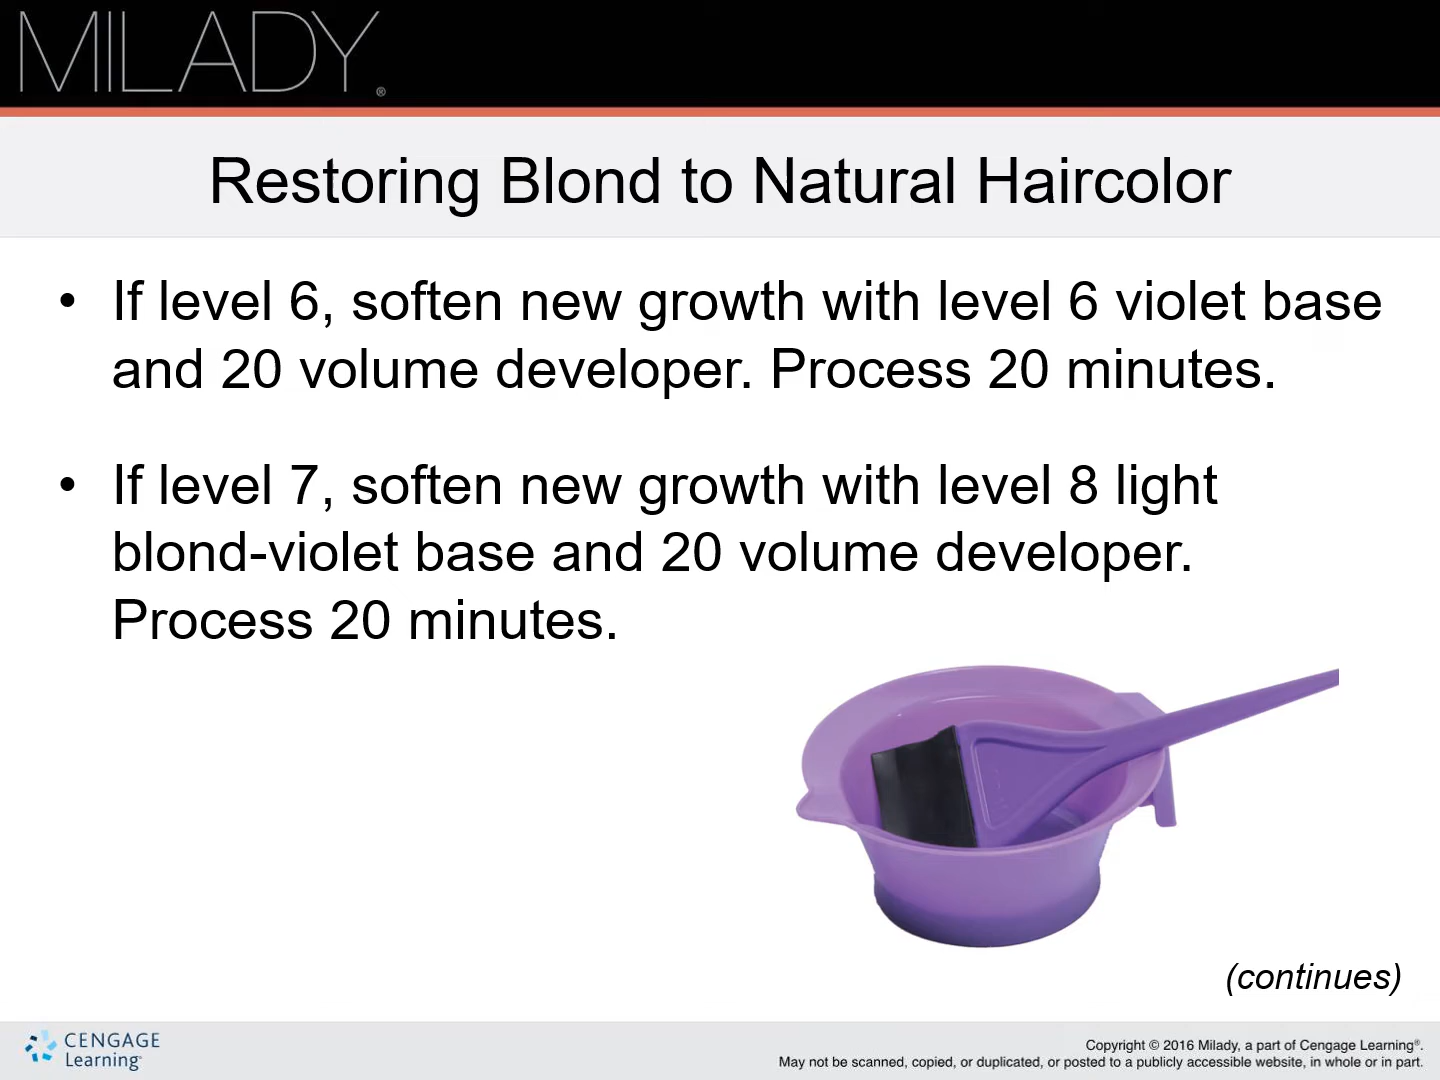 MILADY®
Restoring Blond to Natural Haircolor
• If level 6, soften new growth with level 6 violet base
and 20 volume developer. Process 20 minutes.
• If level 7, soften new growth with level 8 light
blond-violet base and 20 volume developer.
Process 20 minutes.
(continues)
CENGAGE
Learning™
Copyright © 2016 Milady, a part of Cengage Learning®.
May not be scanned, copied, or duplicated, or posted to a publicly accessible website, in whole or in part.